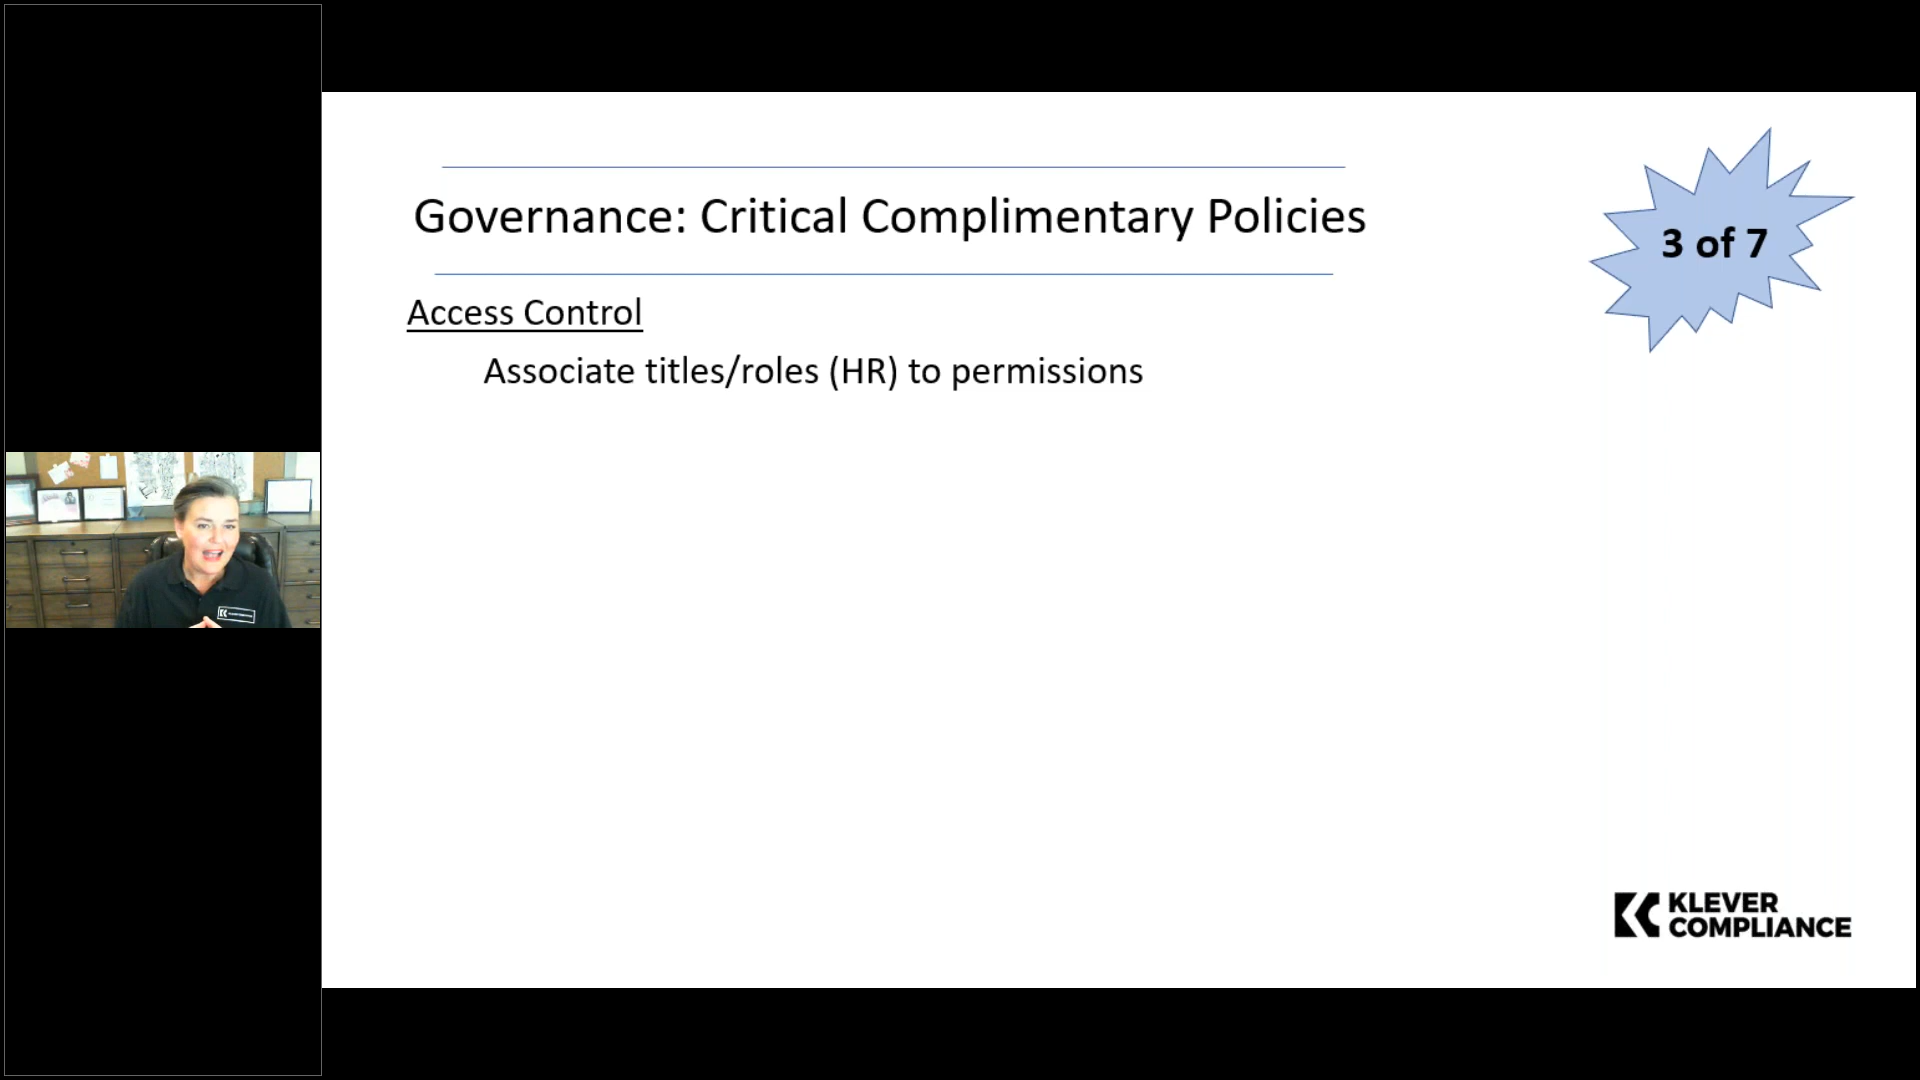 Governance: Critical Complimentary Policies
3 of 7
Access Control
Associate titles/roles (HR) to permissions
KLEVER
COMPLIANCE